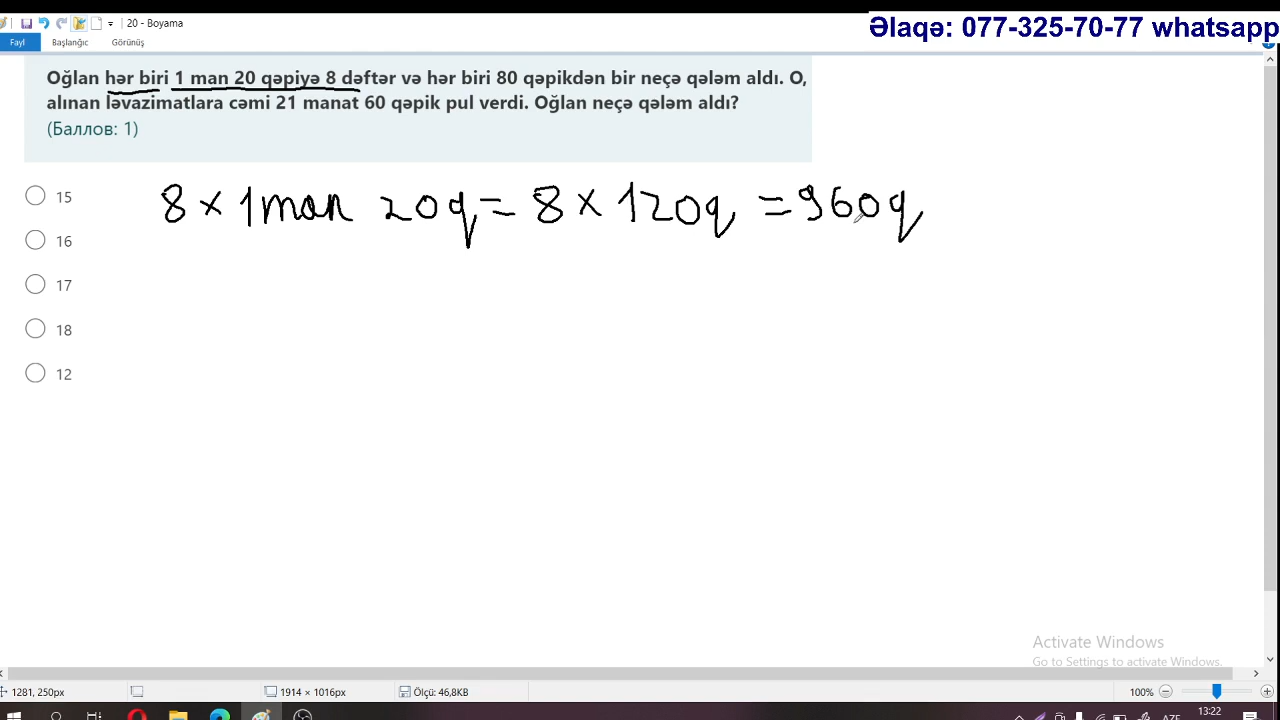 20 - Boyama
Əlaqə: 077-325-70-77 whatsapp
Fayl Başlanğıc Görünüş
Oğlan hər biri 1 man 20 qəpiyə 8 dəftər və hər biri 80 qəpikdən bir neçə qələm aldı. O,
alınan ləvazimatlara cəmi 21 manat 60 qəpik pul verdi. Oğlan neçə qələm aldı?
(Баллов: 1)
15
8 × 1man 20q = 8 × 120q = 960q
16
17
18
12
Activate Windows
Go to Settings to activate Windows.
1281, 250px 1914 × 1016px Ölçü: 46,8KB 100%
AZE 13:22